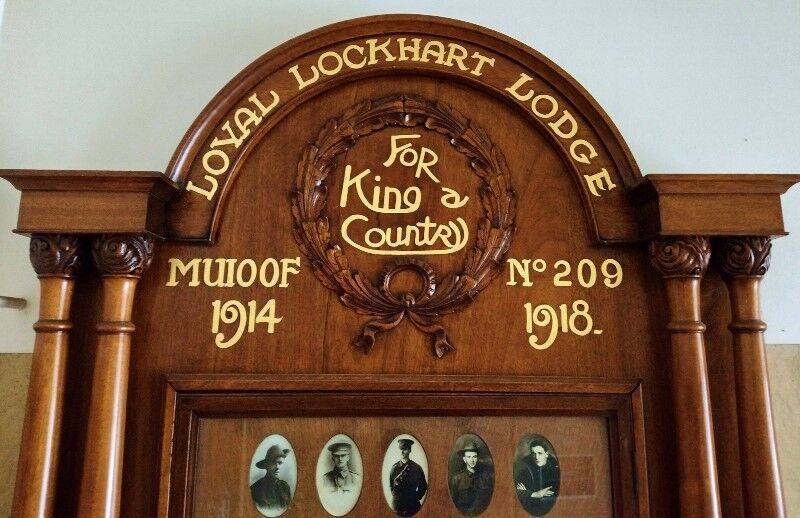 LOYAL LOCKHART LODGE
FOR
King &
Country
MUIOOF
1914
No 209
1918.